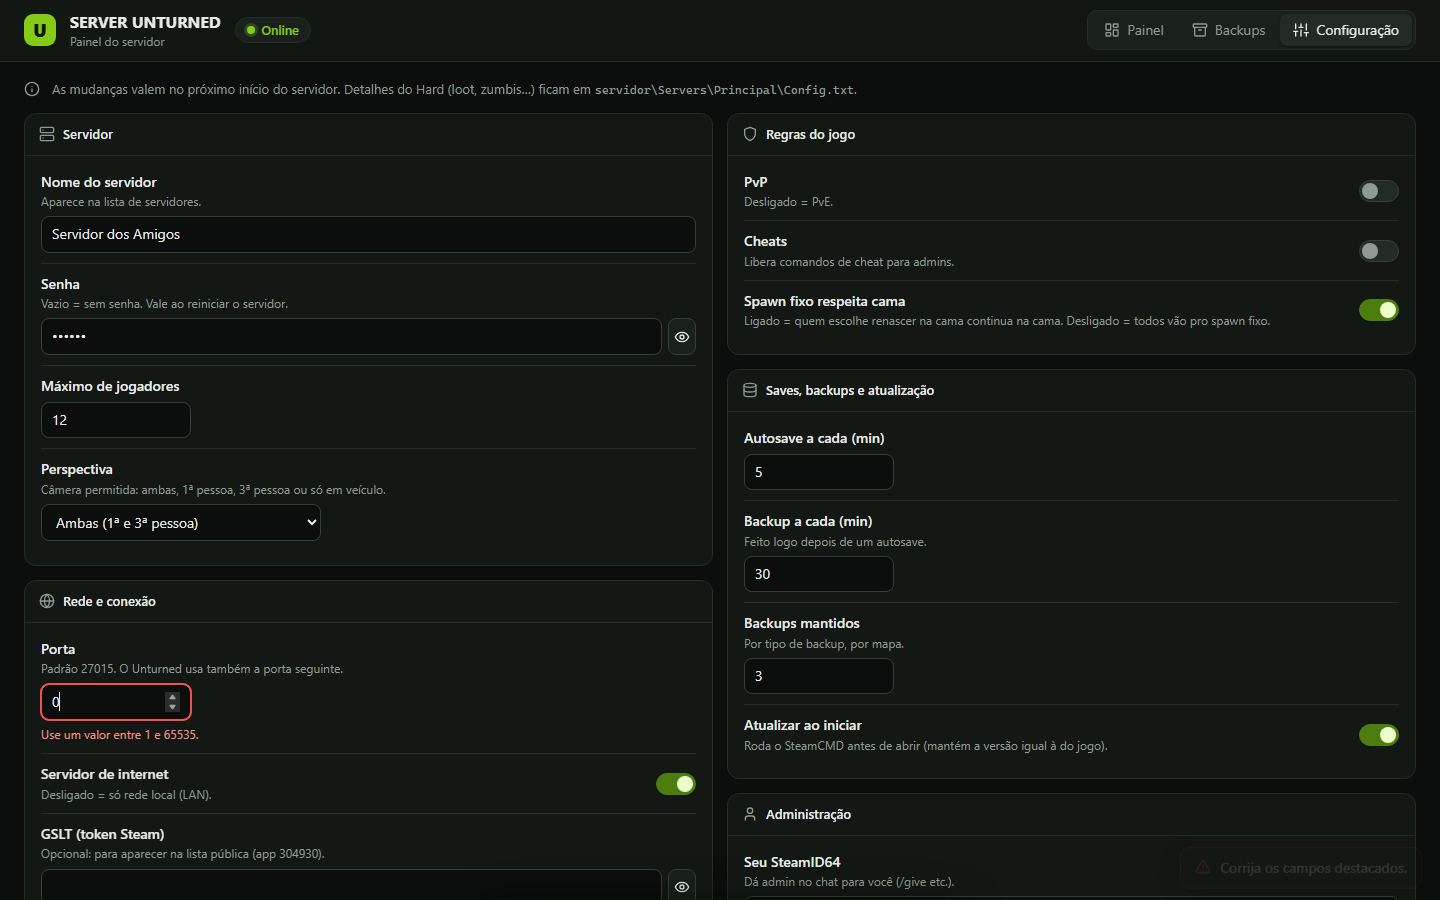 U
SERVER UNTURNED
Painel do servidor
Online
Painel
Backups
Configuração
As mudanças valem no próximo início do servidor. Detalhes do Hard (loot, zumbis...) ficam em servidor\Servers\Principal\Config.txt.
Servidor
Nome do servidor
Aparece na lista de servidores.
Servidor dos Amigos
Senha
Vazio = sem senha. Vale ao reiniciar o servidor.
••••••
Máximo de jogadores
12
Perspectiva
Câmera permitida: ambas, 1ª pessoa, 3ª pessoa ou só em veículo.
Ambas (1ª e 3ª pessoa)
Rede e conexão
Porta
Padrão 27015. O Unturned usa também a porta seguinte.
0
Use um valor entre 1 e 65535.
Servidor de internet
Desligado = só rede local (LAN).
GSLT (token Steam)
Opcional: para aparecer na lista pública (app 304930).
Regras do jogo
PvP
Desligado = PvE.
Cheats
Libera comandos de cheat para admins.
Spawn fixo respeita cama
Ligado = quem escolhe renascer na cama continua na cama. Desligado = todos vão pro spawn fixo.
Saves, backups e atualização
Autosave a cada (min)
5
Backup a cada (min)
Feito logo depois de um autosave.
30
Backups mantidos
Por tipo de backup, por mapa.
3
Atualizar ao iniciar
Roda o SteamCMD antes de abrir (mantém a versão igual à do jogo).
Administração
Seu SteamID64
Dá admin no chat para você (/give etc.).
Corrija os campos destacados.